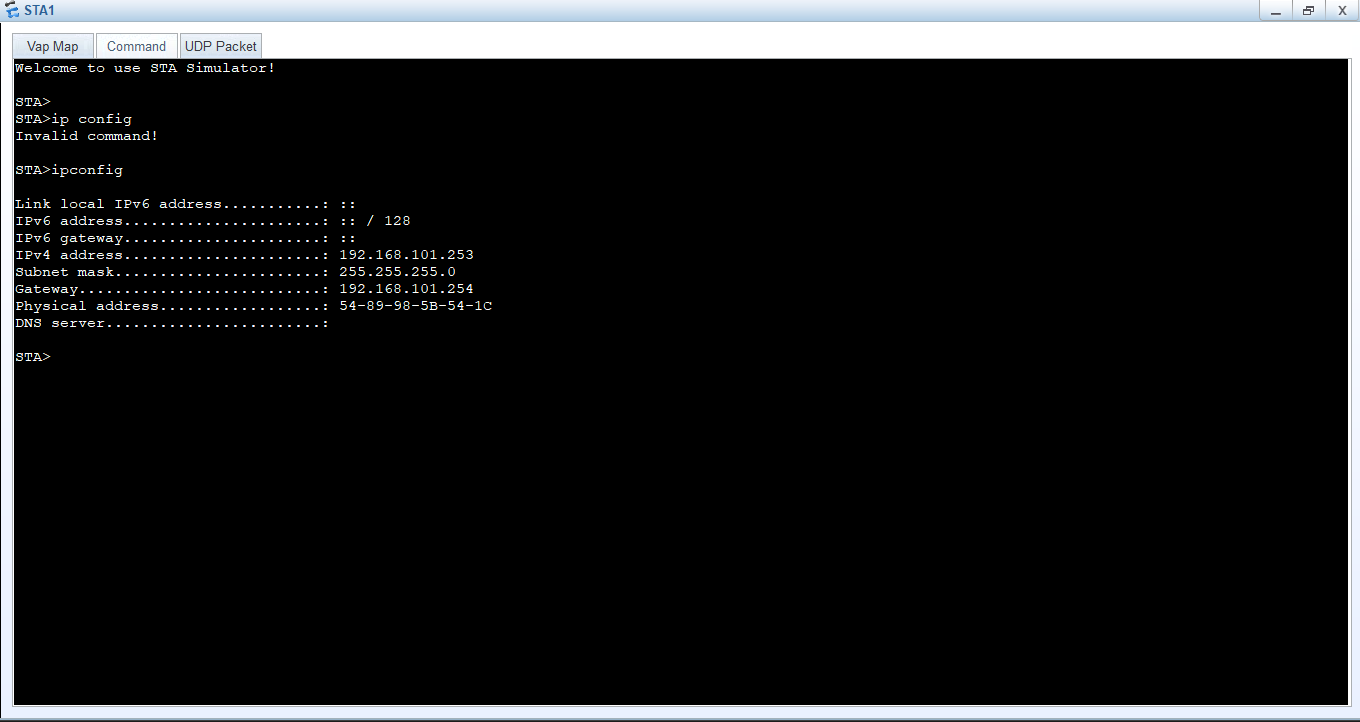 STA1
X
Vap Map Command UDP Packet
Welcome to use STA Simulator!
STA>
STA>ip config
Invalid command!
STA>ipconfig
Link local IPv6 address...........: ::
IPv6 address......................: :: / 128
IPv6 gateway......................: ::
IPv4 address......................: 192.168.101.253
Subnet mask.......................: 255.255.255.0
Gateway...........................: 192.168.101.254
Physical address..................: 54-89-98-5B-54-1C
DNS server........................:
STA>